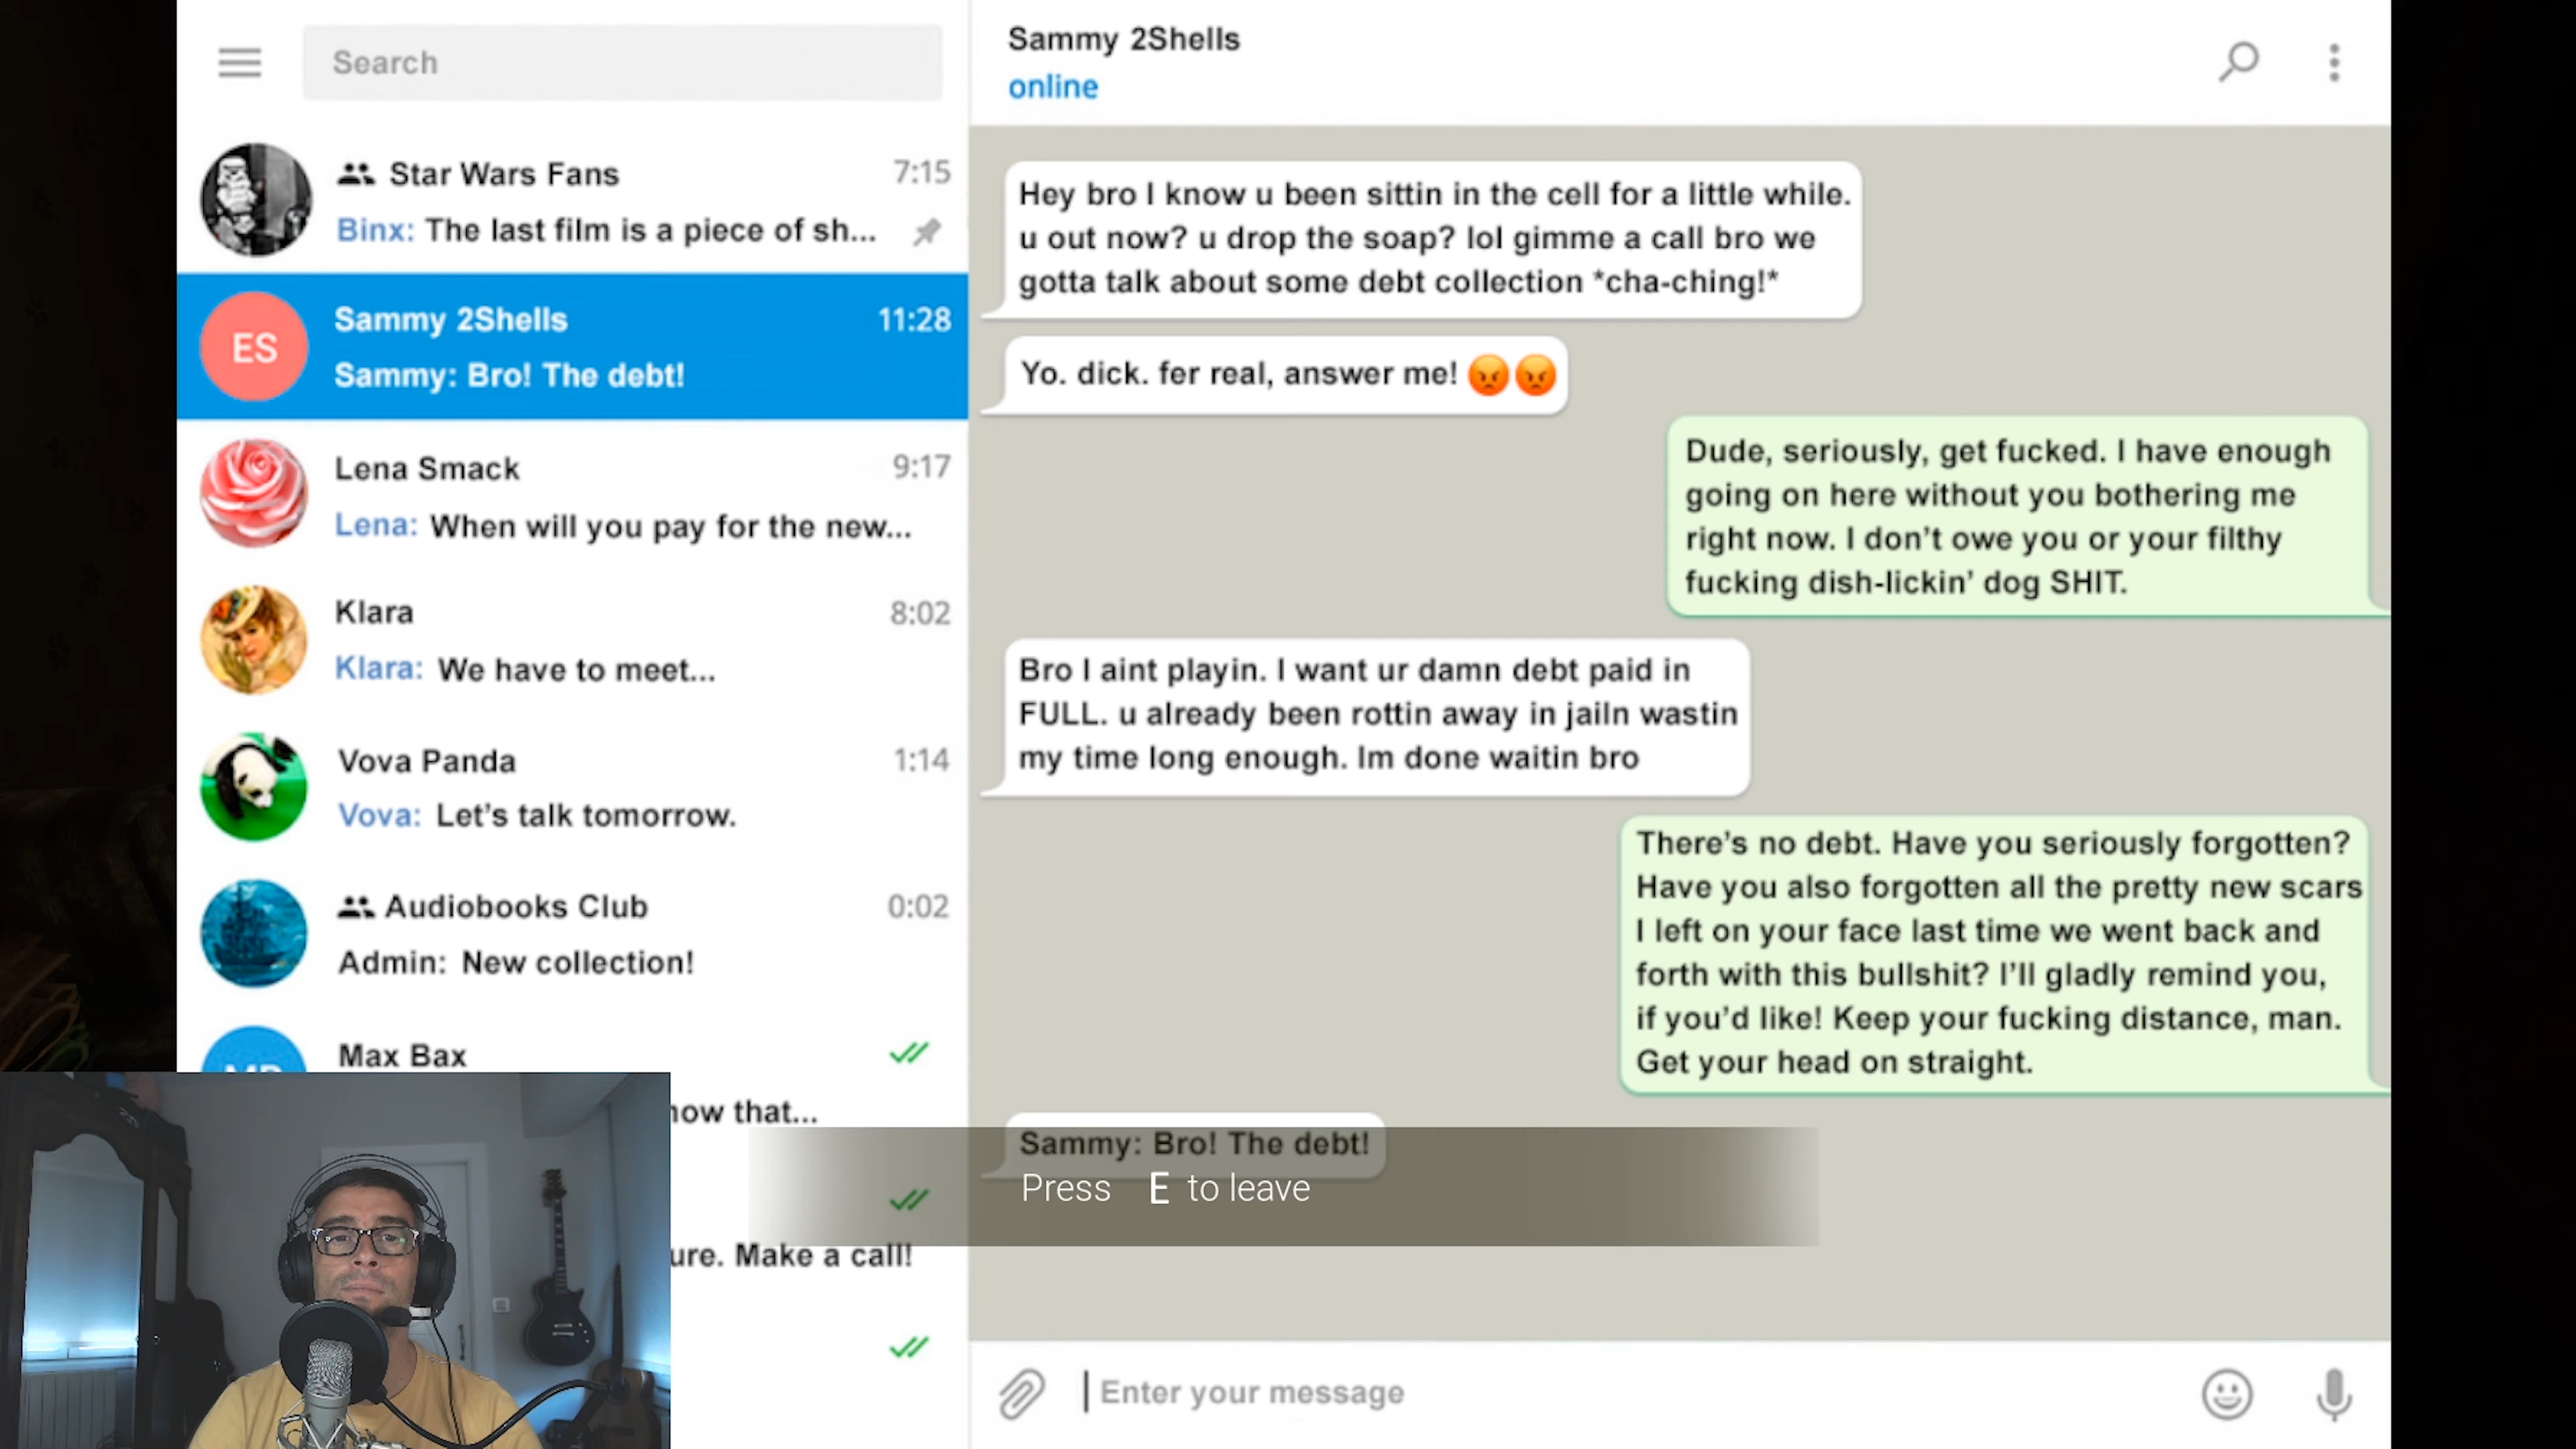 Search
Star Wars Fans 7:15
Binx: The last film is a piece of sh...
ES
Sammy 2Shells 11:28
Sammy: Bro! The debt!
Lena Smack 9:17
Lena: When will you pay for the new...
Klara 8:02
Klara: We have to meet...
Vova Panda 1:14
Vova: Let's talk tomorrow.
Audiobooks Club 0:02
Admin: New collection!
Max Bax
that...
Make a call!
Sammy 2Shells
online
Hey bro I know u been sittin in the cell for a little while.
u out now? u drop the soap? lol gimme a call bro we
gotta talk about some debt collection *cha-ching!*
Yo. dick. fer real, answer me! 😡😡
Dude, seriously, get fucked. I have enough
going on here without you bothering me
right now. I don't owe you or your filthy
fucking dish-lickin' dog SHIT.
Bro I aint playin. I want ur damn debt paid in
FULL. u already been rottin away in jailn wastin
my time long enough. Im done waitin bro
There's no debt. Have you seriously forgotten?
Have you also forgotten all the pretty new scars
I left on your face last time we went back and
forth with this bullshit? I'll gladly remind you,
if you'd like! Keep your fucking distance, man.
Get your head on straight.
Sammy: Bro! The debt!
Press E to leave
Enter your message